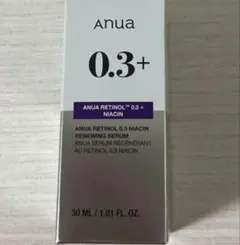 Anua
0.3+
ANUA RETINOL™ 0.3 +
NIACIN
ANUA RETINOL 0.3 NIACIN
RENEWING SERUM
ANUA SÉRUM RÉGÉNÉRANT
AU RÉTINOL 0.3 NIACIN
30 ML / 1.01 FL. OZ.